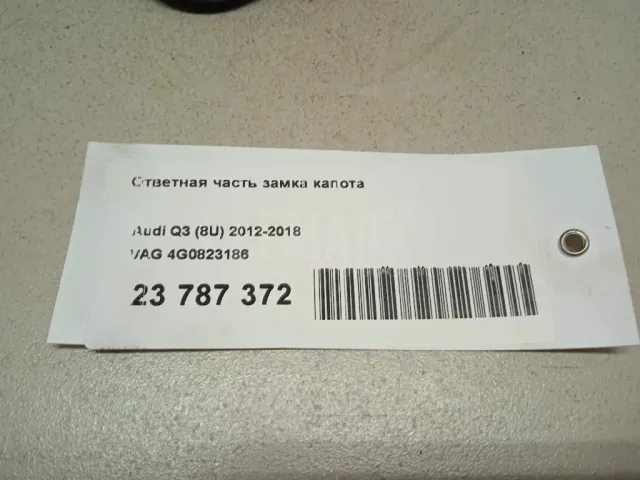 Ответная часть замка капота
Audi Q3 (8U) 2012-2018
VAG 4G0823186
23 787 372